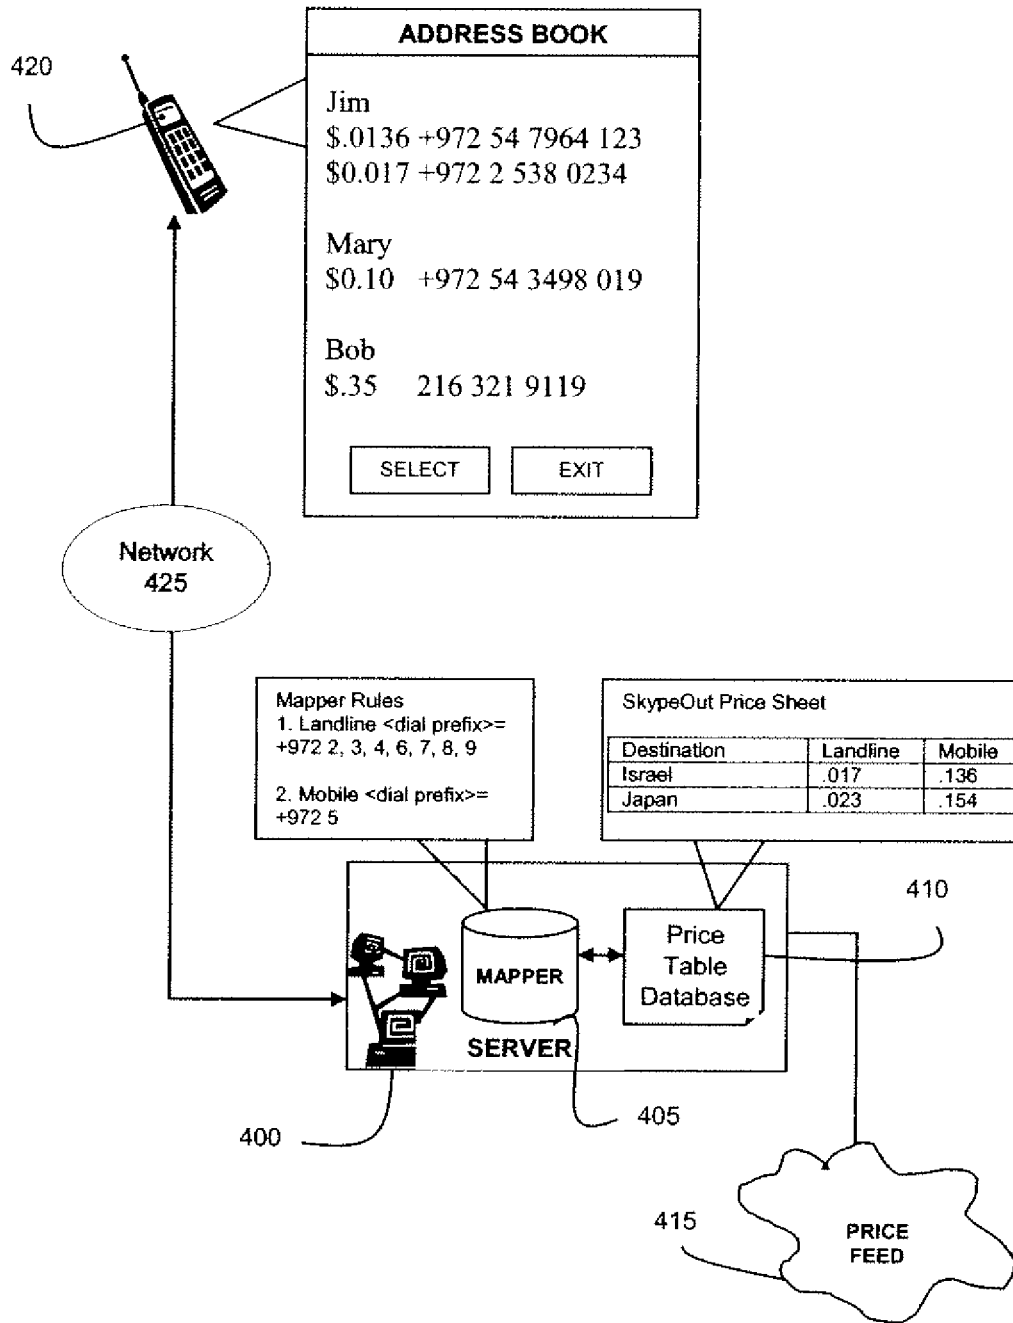 ADDRESS BOOK
420
Jim
$.0136 +972 54 7964 123
$0.017 +972 2 538 0234
Mary
$0.10 +972 54 3498 019
Bob
$.35 216 321 9119
SELECT EXIT
Network
425
Mapper Rules
1. Landline <dial prefix>=
+972 2, 3, 4, 6, 7, 8, 9
2. Mobile <dial prefix>=
+972 5
SkypeOut Price Sheet
Destination Landline Mobile
Israel .017 .136
Japan .023 .154
410
Price
Table
Database
MAPPER
SERVER
405
400
415
PRICE
FEED